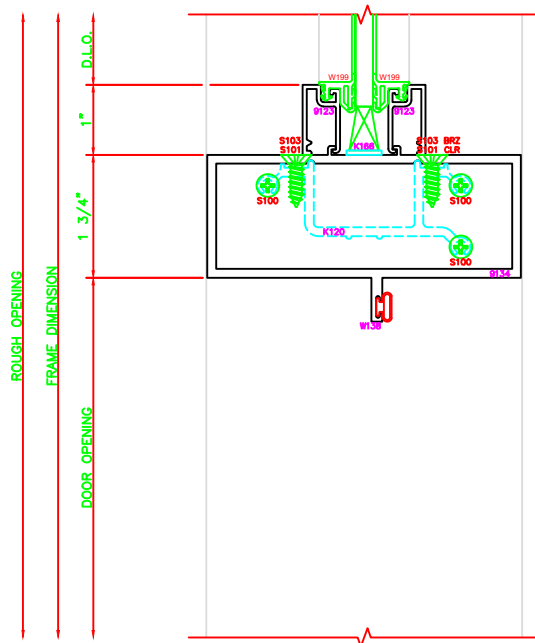 D.L.O.
W199 W199
1"
9123 9123
S103 S103 BRZ
S101 K166 S101 CLR
1 3/4"
S100 S100
K120
S100
9134
W138
ROUGH OPENING
FRAME DIMENSION
DOOR OPENING